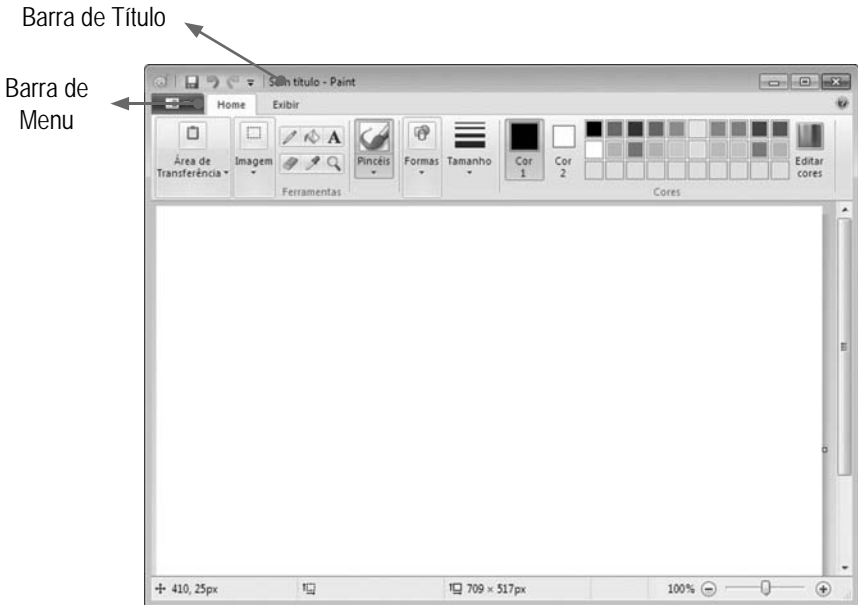 Barra de Título
Sem título - Paint
Barra de
Menu
Home Exibir
Área de
Transferência
Imagem
A
Ferramentas
Pincéis
Formas
Tamanho
Cor
1
Cor
2
Cores
Editar
cores
410, 25px
709 × 517px
100%